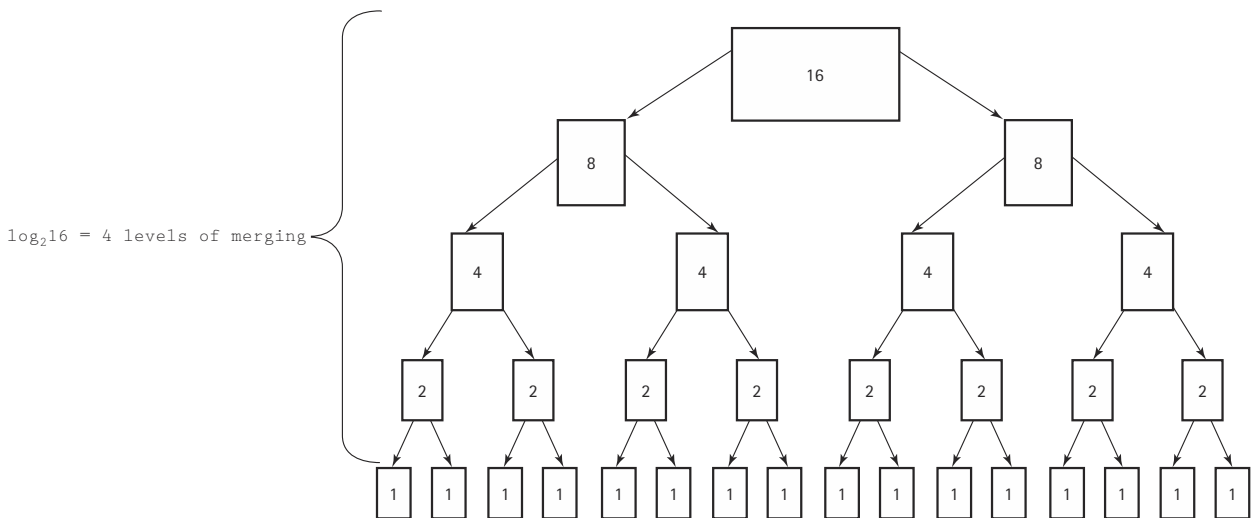 16
8 8
log₂16 = 4 levels of merging
4 4 4 4
2 2 2 2 2 2 2 2
1 1 1 1 1 1 1 1 1 1 1 1 1 1 1 1